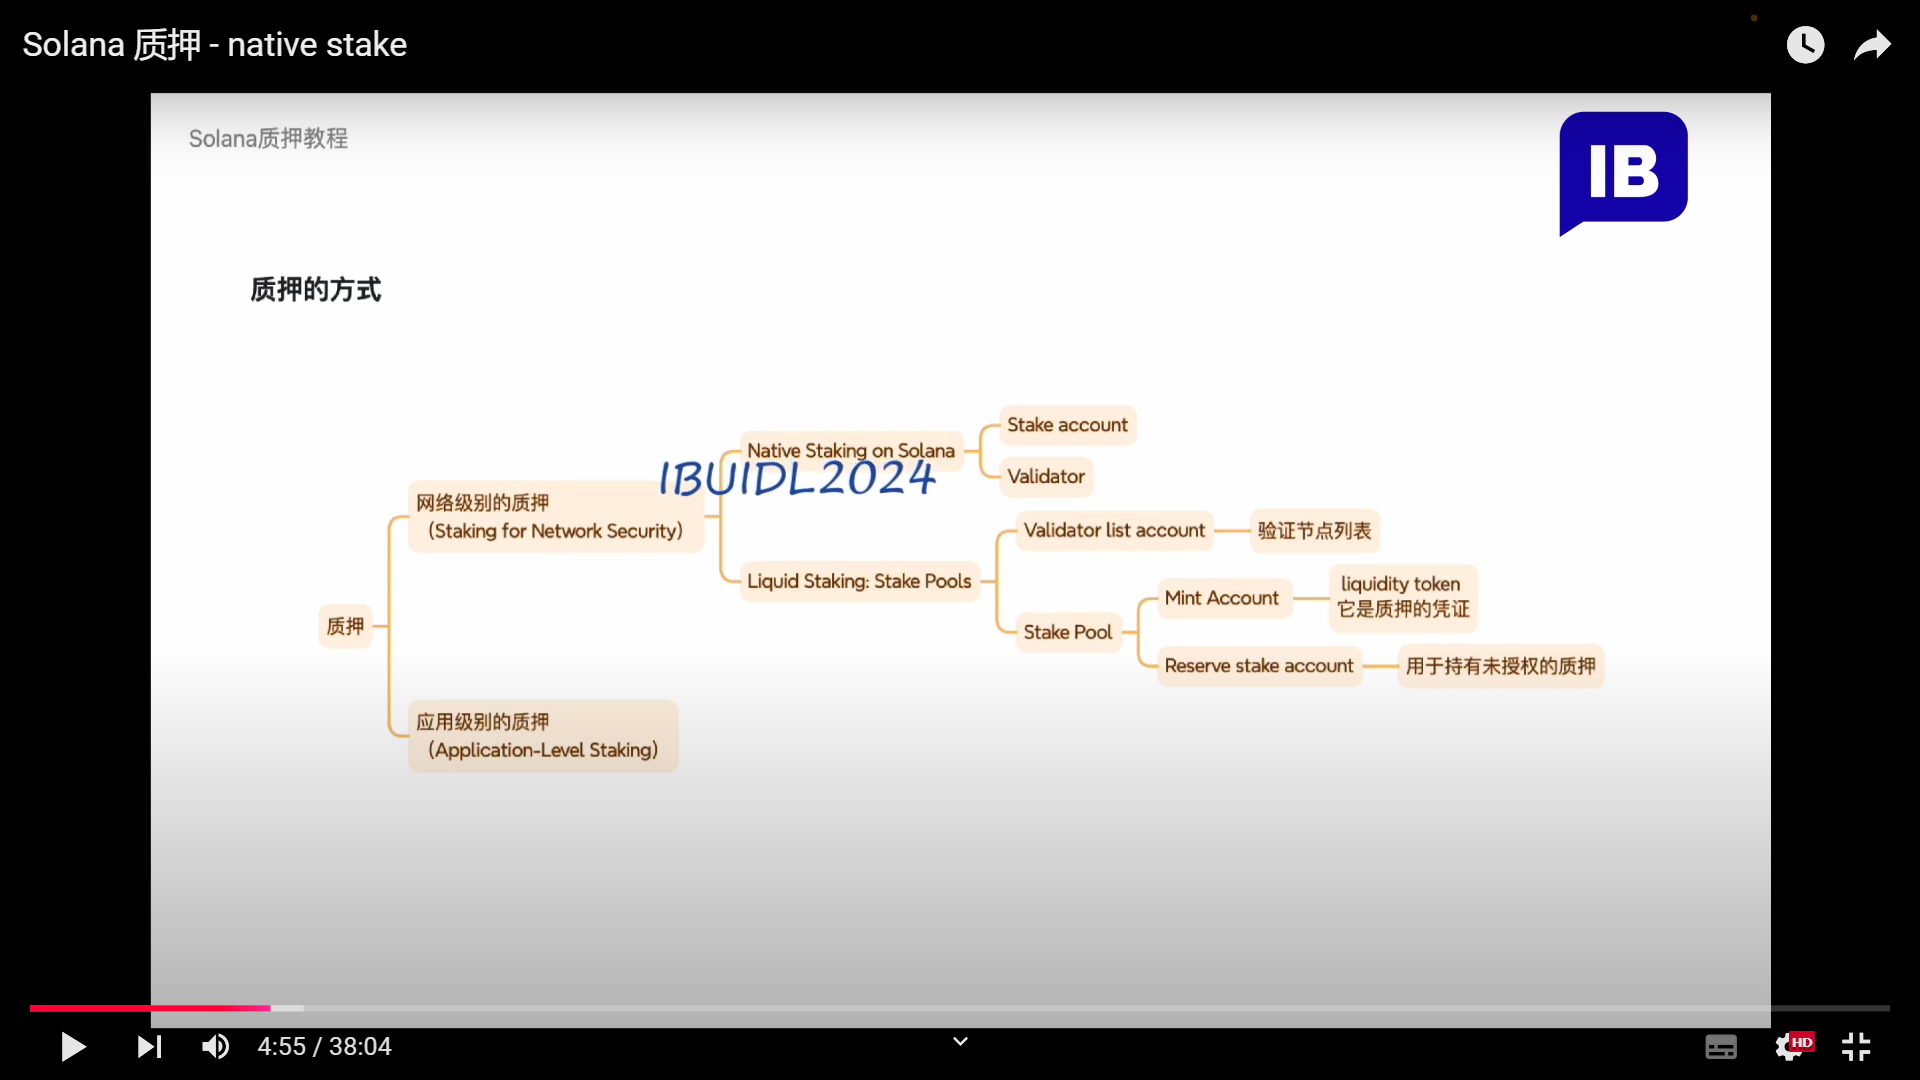 Solana 质押 - native stake
Solana质押教程
IB
质押的方式
Stake account
Native Staking on Solana
IBUIDL2024
Validator
网络级别的质押
（Staking for Network Security）
Validator list account
验证节点列表
Liquid Staking: Stake Pools
liquidity token
它是质押的凭证
Mint Account
质押
Stake Pool
Reserve stake account
用于持有未授权的质押
应用级别的质押
（Application-Level Staking）
4:55 / 38:04
HD